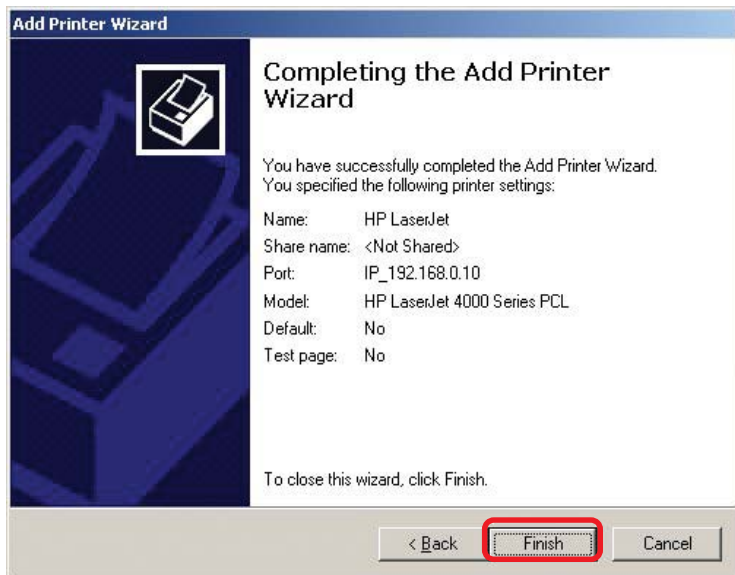 Add Printer Wizard
Completing the Add Printer
Wizard
You have successfully completed the Add Printer Wizard.
You specified the following printer settings:
Name: HP LaserJet
Share name: <Not Shared>
Port: IP_192.168.0.10
Model: HP LaserJet 4000 Series PCL
Default: No
Test page: No
To close this wizard, click Finish.
< Back Finish Cancel